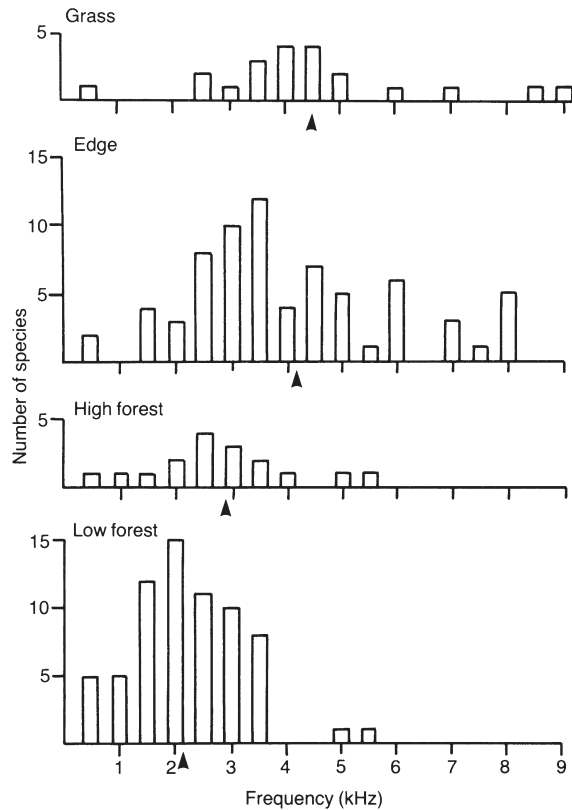 Grass
5
Edge
15
10
5
Number of species
High forest
5
Low forest
15
10
5
1 2 3 4 5 6 7 8 9
Frequency (kHz)